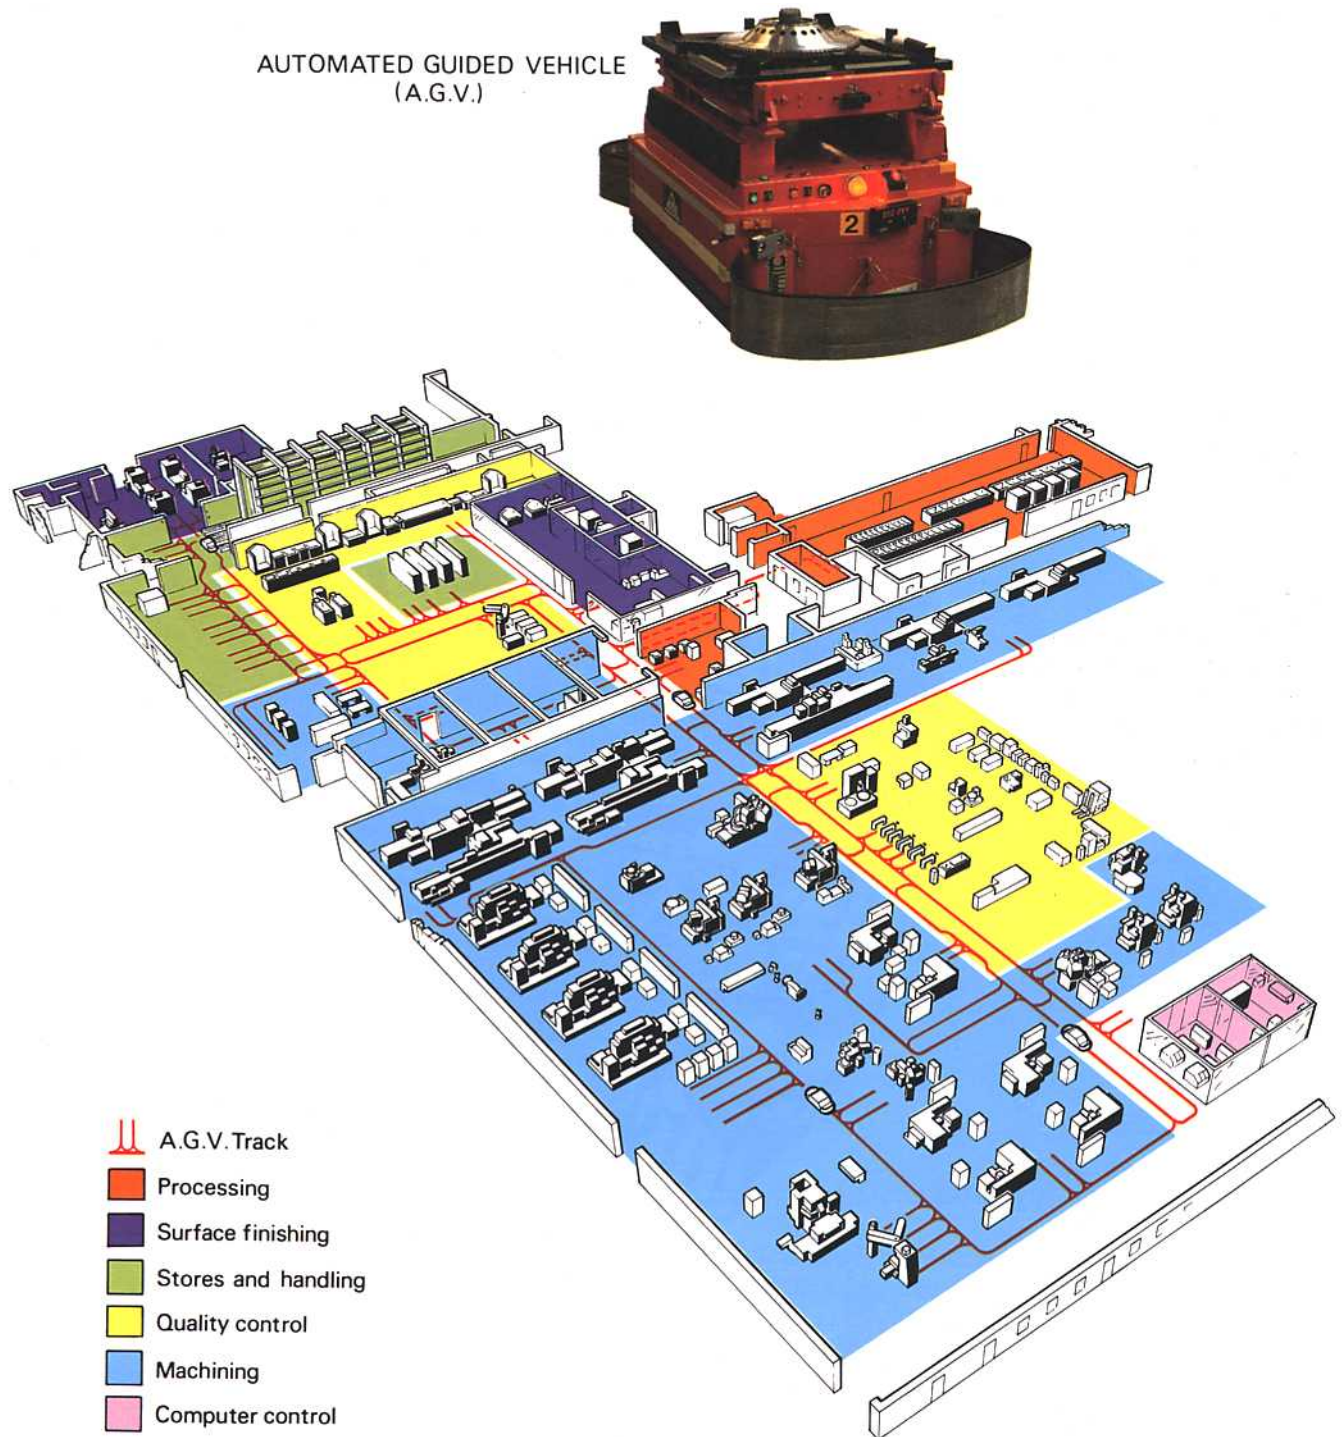 AUTOMATED GUIDED VEHICLE
(A.G.V.)
2
A.G.V. Track
Processing
Surface finishing
Stores and handling
Quality control
Machining
Computer control